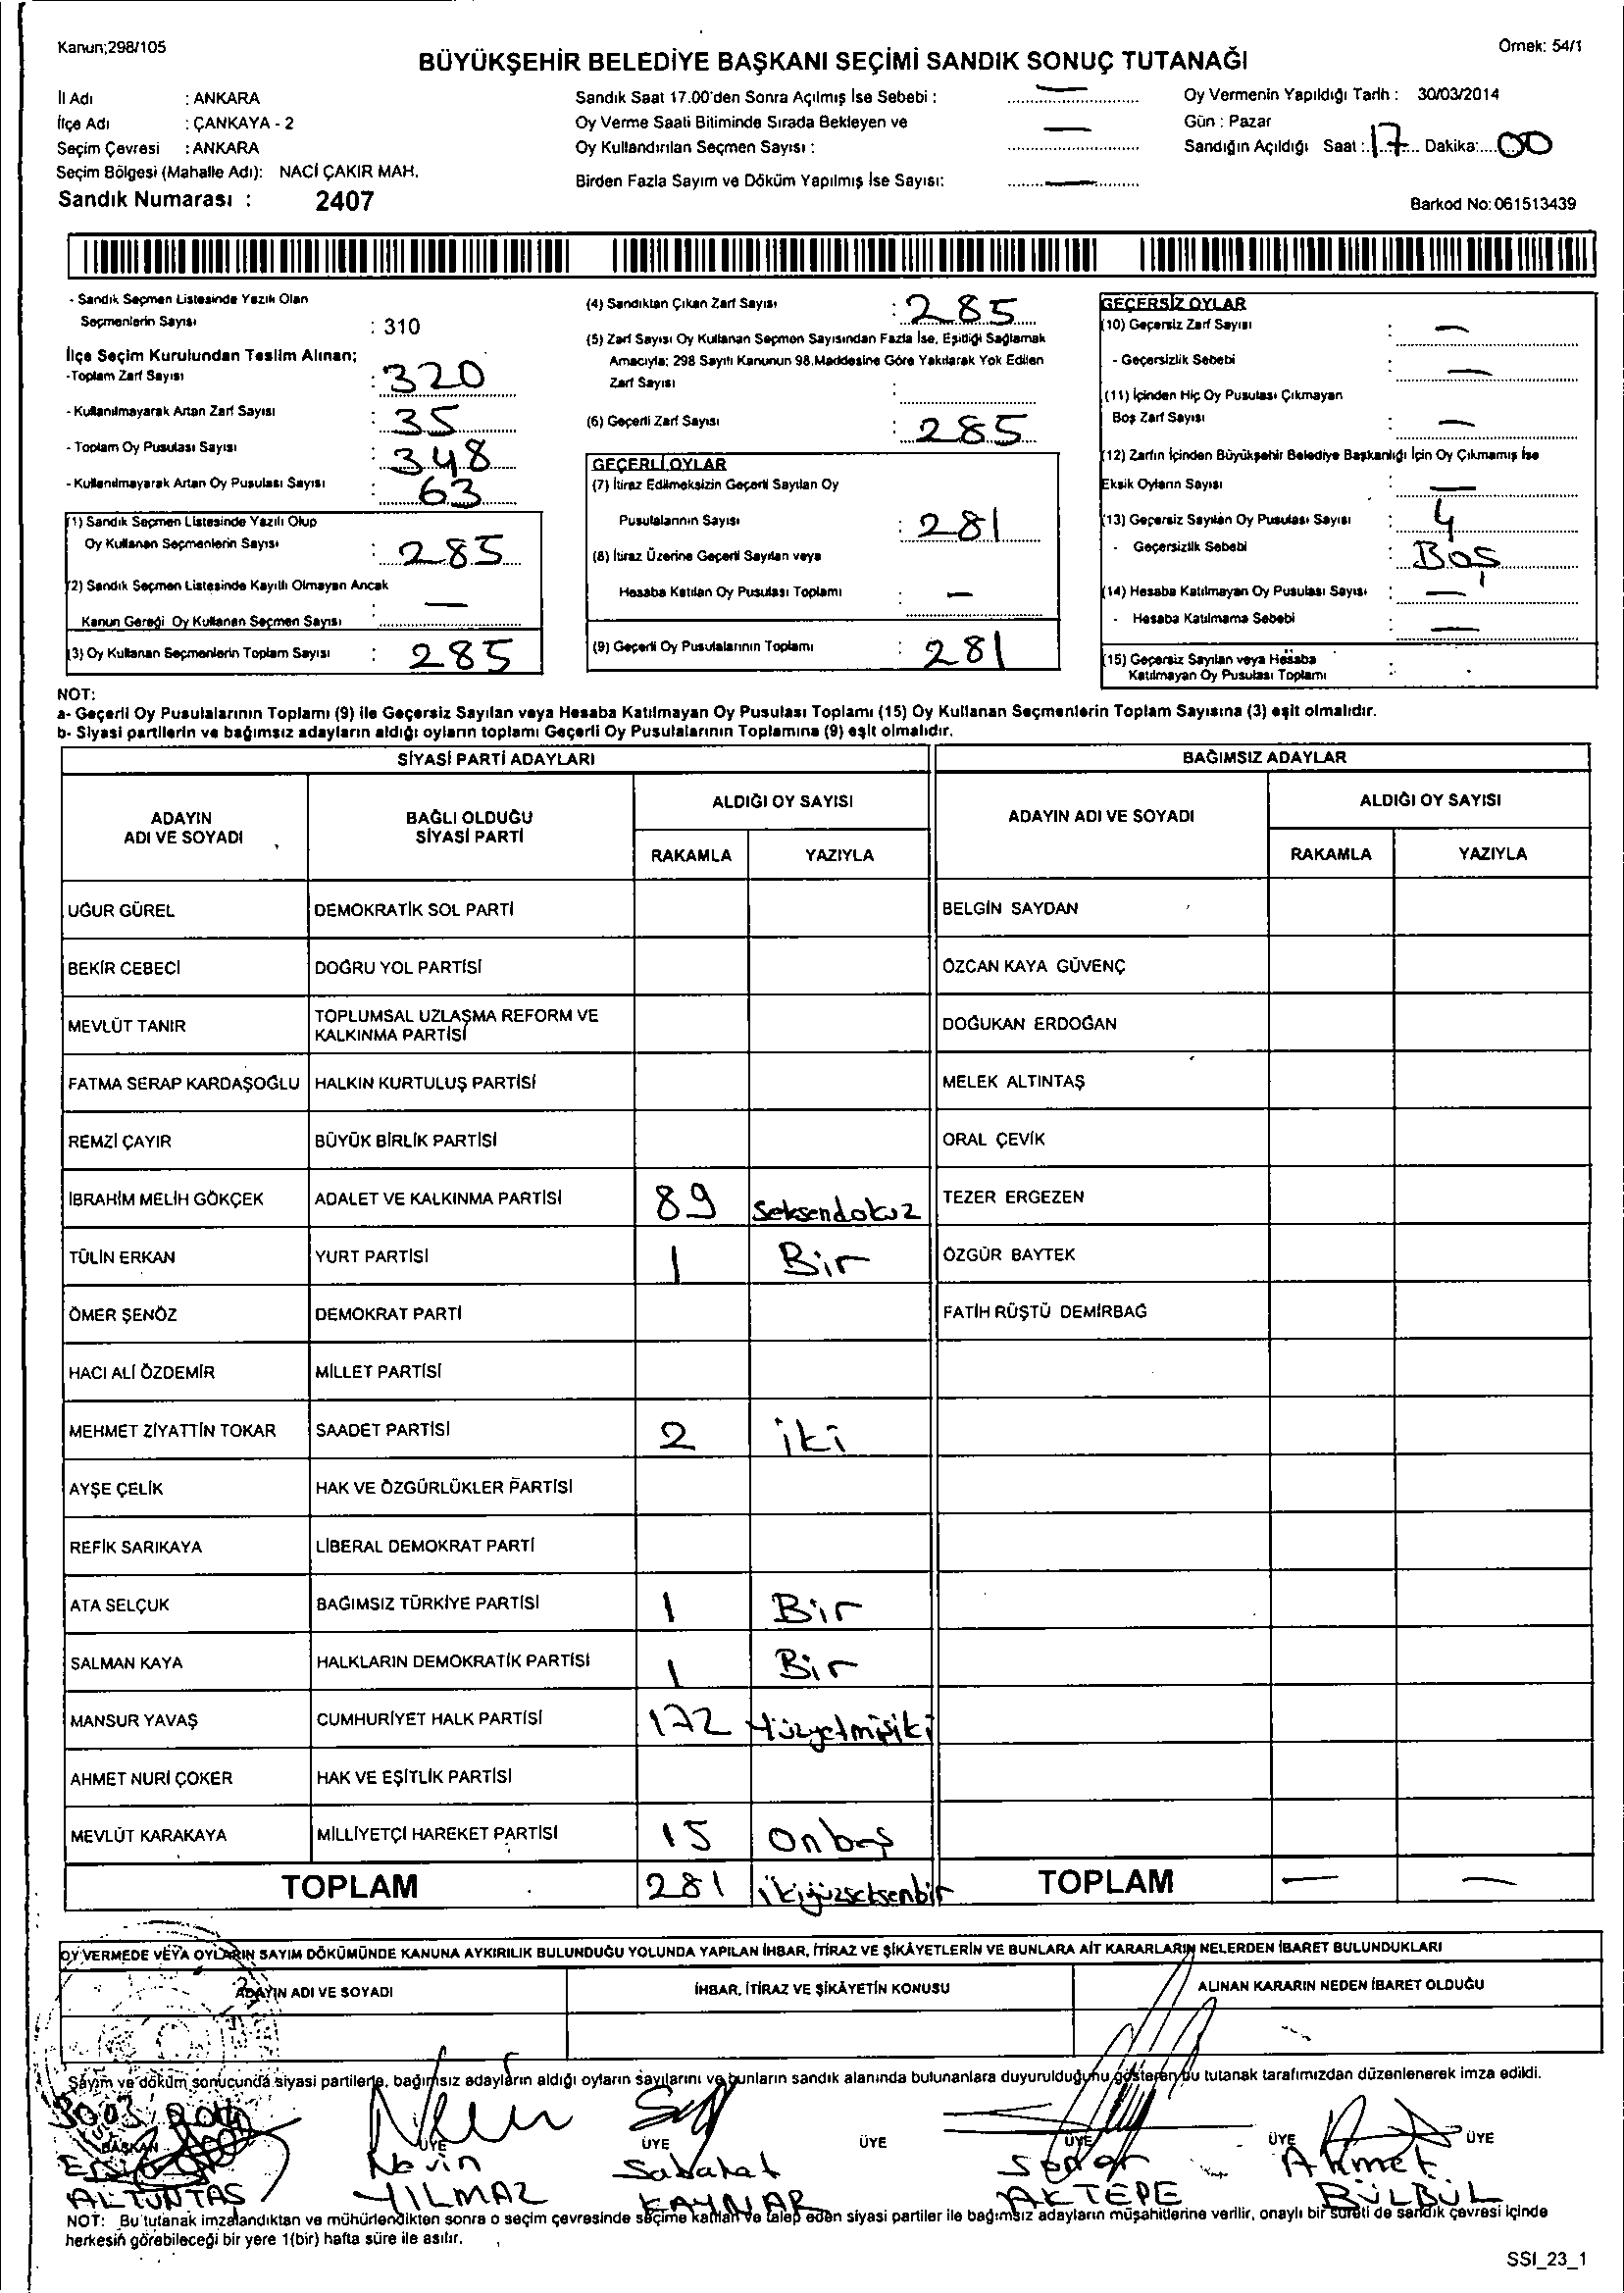 Kanun;298/105
Örnek: 54/1
BÜYÜKŞEHİR BELEDİYE BAŞKANI SEÇİMİ SANDIK SONUÇ TUTANAĞI
İl Adı : ANKARA
İlçe Adı : ÇANKAYA - 2
Seçim Çevresi : ANKARA
Seçim Bölgesi (Mahalle Adı): NACİ ÇAKIR MAH.
Sandık Numarası : 2407
Sandık Saat 17.00'den Sonra Açılmış İse Sebebi : —
Oy Verme Saati Bitiminde Sırada Bekleyen ve
Oy Kullandırılan Seçmen Sayısı : —
Birden Fazla Sayım ve Döküm Yapılmış İse Sayısı: —
Oy Vermenin Yapıldığı Tarih : 30/03/2014
Gün : Pazar
Sandığın Açıldığı Saat : 17 Dakika: 00
Barkod No: 061513439
- Sandık Seçmen Listesinde Yazılı Olan
Seçmenlerin Sayısı : 310
İlçe Seçim Kurulundan Teslim Alınan;
-Toplam Zarf Sayısı : 320
- Kullanılmayarak Artan Zarf Sayısı : 35
- Toplam Oy Pusulası Sayısı : 348
- Kullanılmayarak Artan Oy Pusulası Sayısı : 63
(1) Sandık Seçmen Listesinde Yazılı Olup
Oy Kullanan Seçmenlerin Sayısı : 285
(2) Sandık Seçmen Listesinde Kayıtlı Olmayan Ancak
Kanun Gereği Oy Kullanan Seçmen Sayısı : —
(3) Oy Kullanan Seçmenlerin Toplam Sayısı : 285
(4) Sandıktan Çıkan Zarf Sayısı : 285
(5) Zarf Sayısı Oy Kullanan Seçmen Sayısından Fazla İse, Eşitliği Sağlamak
Amacıyla; 298 Sayılı Kanunun 98.Maddesine Göre Yakılarak Yok Edilen
Zarf Sayısı :
(6) Geçerli Zarf Sayısı : 285
GEÇERLİ OYLAR
(7) İtiraz Edilmeksizin Geçerli Sayılan Oy
Pusulalarının Sayısı : 281
(8) İtiraz Üzerine Geçerli Sayılan veya
Hesaba Katılan Oy Pusulası Toplamı : —
(9) Geçerli Oy Pusulalarının Toplamı : 281
GEÇERSİZ OYLAR
(10) Geçersiz Zarf Sayısı : —
- Geçersizlik Sebebi : —
(11) İçinden Hiç Oy Pusulası Çıkmayan
Boş Zarf Sayısı : —
(12) Zarfın İçinden Büyükşehir Belediye Başkanlığı İçin Oy Çıkmamış İse
Eksik Oyların Sayısı : —
(13) Geçersiz Sayılan Oy Pusulası Sayısı : 4
- Geçersizlik Sebebi : Boş
(14) Hesaba Katılmayan Oy Pusulası Sayısı : —
- Hesaba Katılmama Sebebi : —
(15) Geçersiz Sayılan veya Hesaba
Katılmayan Oy Pusulası Toplamı :
NOT:
a- Geçerli Oy Pusulalarının Toplamı (9) ile Geçersiz Sayılan veya Hesaba Katılmayan Oy Pusulası Toplamı (15) Oy Kullanan Seçmenlerin Toplam Sayısına (3) eşit olmalıdır.
b- Siyasi partilerin ve bağımsız adayların aldığı oyların toplamı Geçerli Oy Pusulalarının Toplamına (9) eşit olmalıdır.
SİYASİ PARTİ ADAYLARI BAĞIMSIZ ADAYLAR
ADAYIN ADI VE SOYADI BAĞLI OLDUĞU SİYASİ PARTİ ALDIĞI OY SAYISI ADAYIN ADI VE SOYADI ALDIĞI OY SAYISI
RAKAMLA YAZIYLA RAKAMLA YAZIYLA
UĞUR GÜREL DEMOKRATİK SOL PARTİ BELGİN SAYDAN
BEKİR CEBECİ DOĞRU YOL PARTİSİ ÖZCAN KAYA GÜVENÇ
MEVLÜT TANIR TOPLUMSAL UZLAŞMA REFORM VE KALKINMA PARTİSİ DOĞUKAN ERDOĞAN
FATMA SERAP KARDAŞOĞLU HALKIN KURTULUŞ PARTİSİ MELEK ALTINTAŞ
REMZİ ÇAYIR BÜYÜK BİRLİK PARTİSİ ORAL ÇEVİK
İBRAHİM MELİH GÖKÇEK ADALET VE KALKINMA PARTİSİ 89 Seksendokuz TEZER ERGEZEN
TÜLİN ERKAN YURT PARTİSİ 1 Bir ÖZGÜR BAYTEK
ÖMER ŞENÖZ DEMOKRAT PARTİ FATİH RÜŞTÜ DEMİRBAĞ
HACI ALİ ÖZDEMİR MİLLET PARTİSİ
MEHMET ZİYATTİN TOKAR SAADET PARTİSİ 2 iki
AYŞE ÇELİK HAK VE ÖZGÜRLÜKLER PARTİSİ
REFİK SARIKAYA LİBERAL DEMOKRAT PARTİ
ATA SELÇUK BAĞIMSIZ TÜRKİYE PARTİSİ 1 Bir
SALMAN KAYA HALKLARIN DEMOKRATİK PARTİSİ 1 Bir
MANSUR YAVAŞ CUMHURİYET HALK PARTİSİ 172 Yüzyetmişiki
AHMET NURİ ÇOKER HAK VE EŞİTLİK PARTİSİ
MEVLÜT KARAKAYA MİLLİYETÇİ HAREKET PARTİSİ 15 Onbeş
TOPLAM 281 ikiyüzseksenbir TOPLAM — —
OY VERMEDE VEYA OYLARIN SAYIM DÖKÜMÜNDE KANUNA AYKIRILIK BULUNDUĞU YOLUNDA YAPILAN İHBAR, İTİRAZ VE ŞİKÂYETLERİN VE BUNLARA AİT KARARLARIN NELERDEN İBARET BULUNDUKLARI
ADAYIN ADI VE SOYADI İHBAR, İTİRAZ VE ŞİKÂYETİN KONUSU ALINAN KARARIN NEDEN İBARET OLDUĞU
Sayım ve döküm sonucunda siyasi partilerle, bağımsız adayların aldığı oyların sayılarını ve bunların sandık alanında bulunanlara duyurulduğunu gösteren bu tutanak tarafımızdan düzenlenerek imza edildi.
30.03.2014
BAŞKAN ÜYE ÜYE ÜYE ÜYE ÜYE ÜYE
Nevin Sabahat Ahmet
ALTUNTAŞ YILMAZ KAYNAR AKTEPE BÜLBÜL
NOT: Bu tutanak imzalandıktan ve mühürlendikten sonra o seçim çevresinde seçime katılan ve talep eden siyasi partiler ile bağımsız adayların müşahitlerine verilir, onaylı bir sureti de sandık çevresi içinde
herkesin görebileceği bir yere 1(bir) hafta süre ile asılır.
SSI_23_1